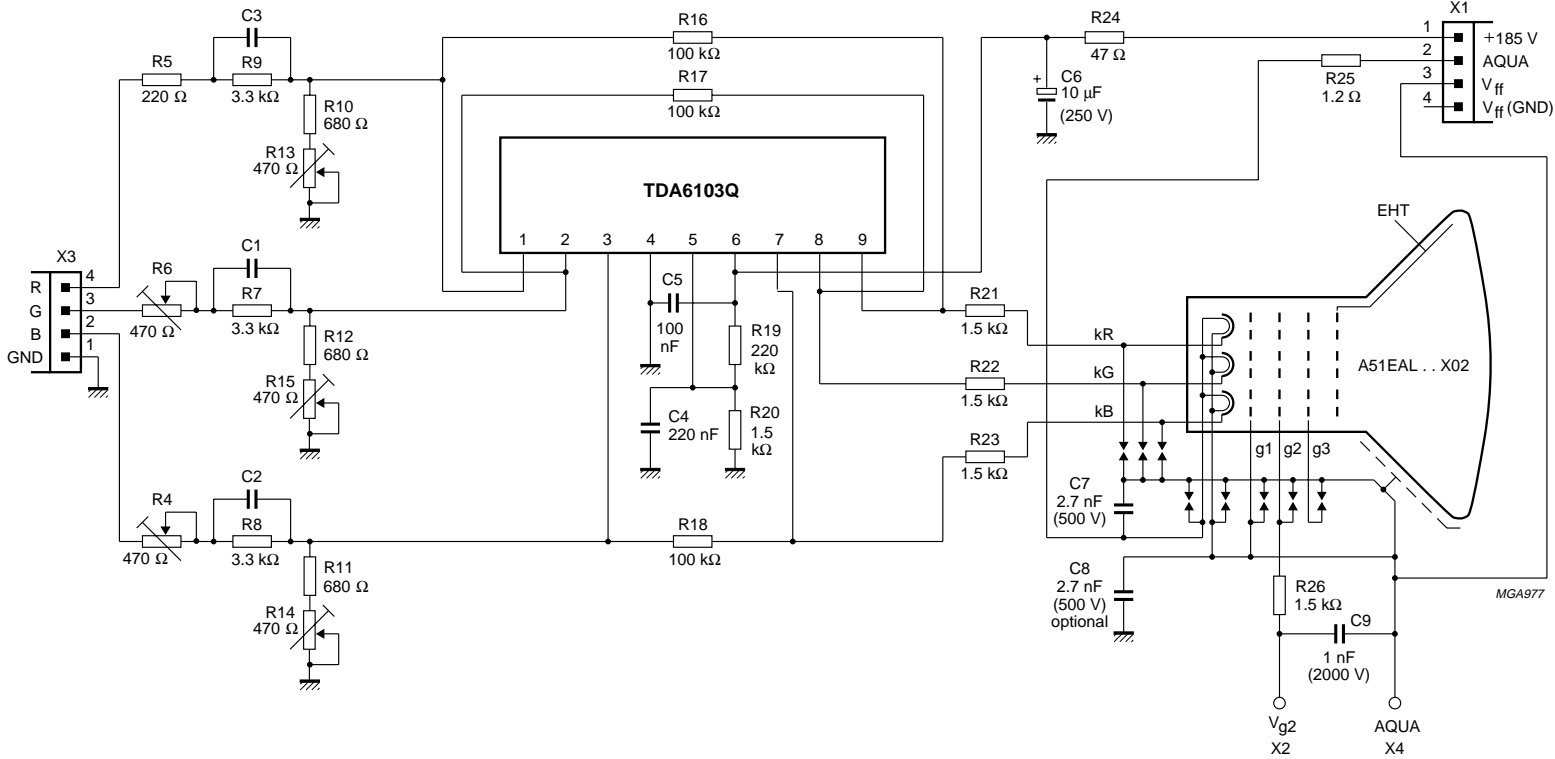 C3
R5
220 Ω
R9
3.3 kΩ
R10
680 Ω
R13
470 Ω
R16
100 kΩ
R17
100 kΩ
R24
47 Ω
C6
+
10 μF
(250 V)
R25
1.2 Ω
X1
1
+185 V
2
AQUA
3
Vff
4
Vff (GND)
TDA6103Q
1
2
3
4
5
6
7
8
9
X3
R
4
G
3
B
2
GND
1
R6
470 Ω
C1
R7
3.3 kΩ
R12
680 Ω
R15
470 Ω
C5
100
nF
R19
220
kΩ
C4
220 nF
R20
1.5
kΩ
R21
1.5 kΩ
R22
1.5 kΩ
R23
1.5 kΩ
kR
kG
kB
EHT
A51EAL . . X02
g1
g2
g3
R4
470 Ω
C2
R8
3.3 kΩ
R11
680 Ω
R14
470 Ω
R18
100 kΩ
C7
2.7 nF
(500 V)
C8
2.7 nF
(500 V)
optional
R26
1.5 kΩ
C9
1 nF
(2000 V)
MGA977
Vg2
X2
AQUA
X4